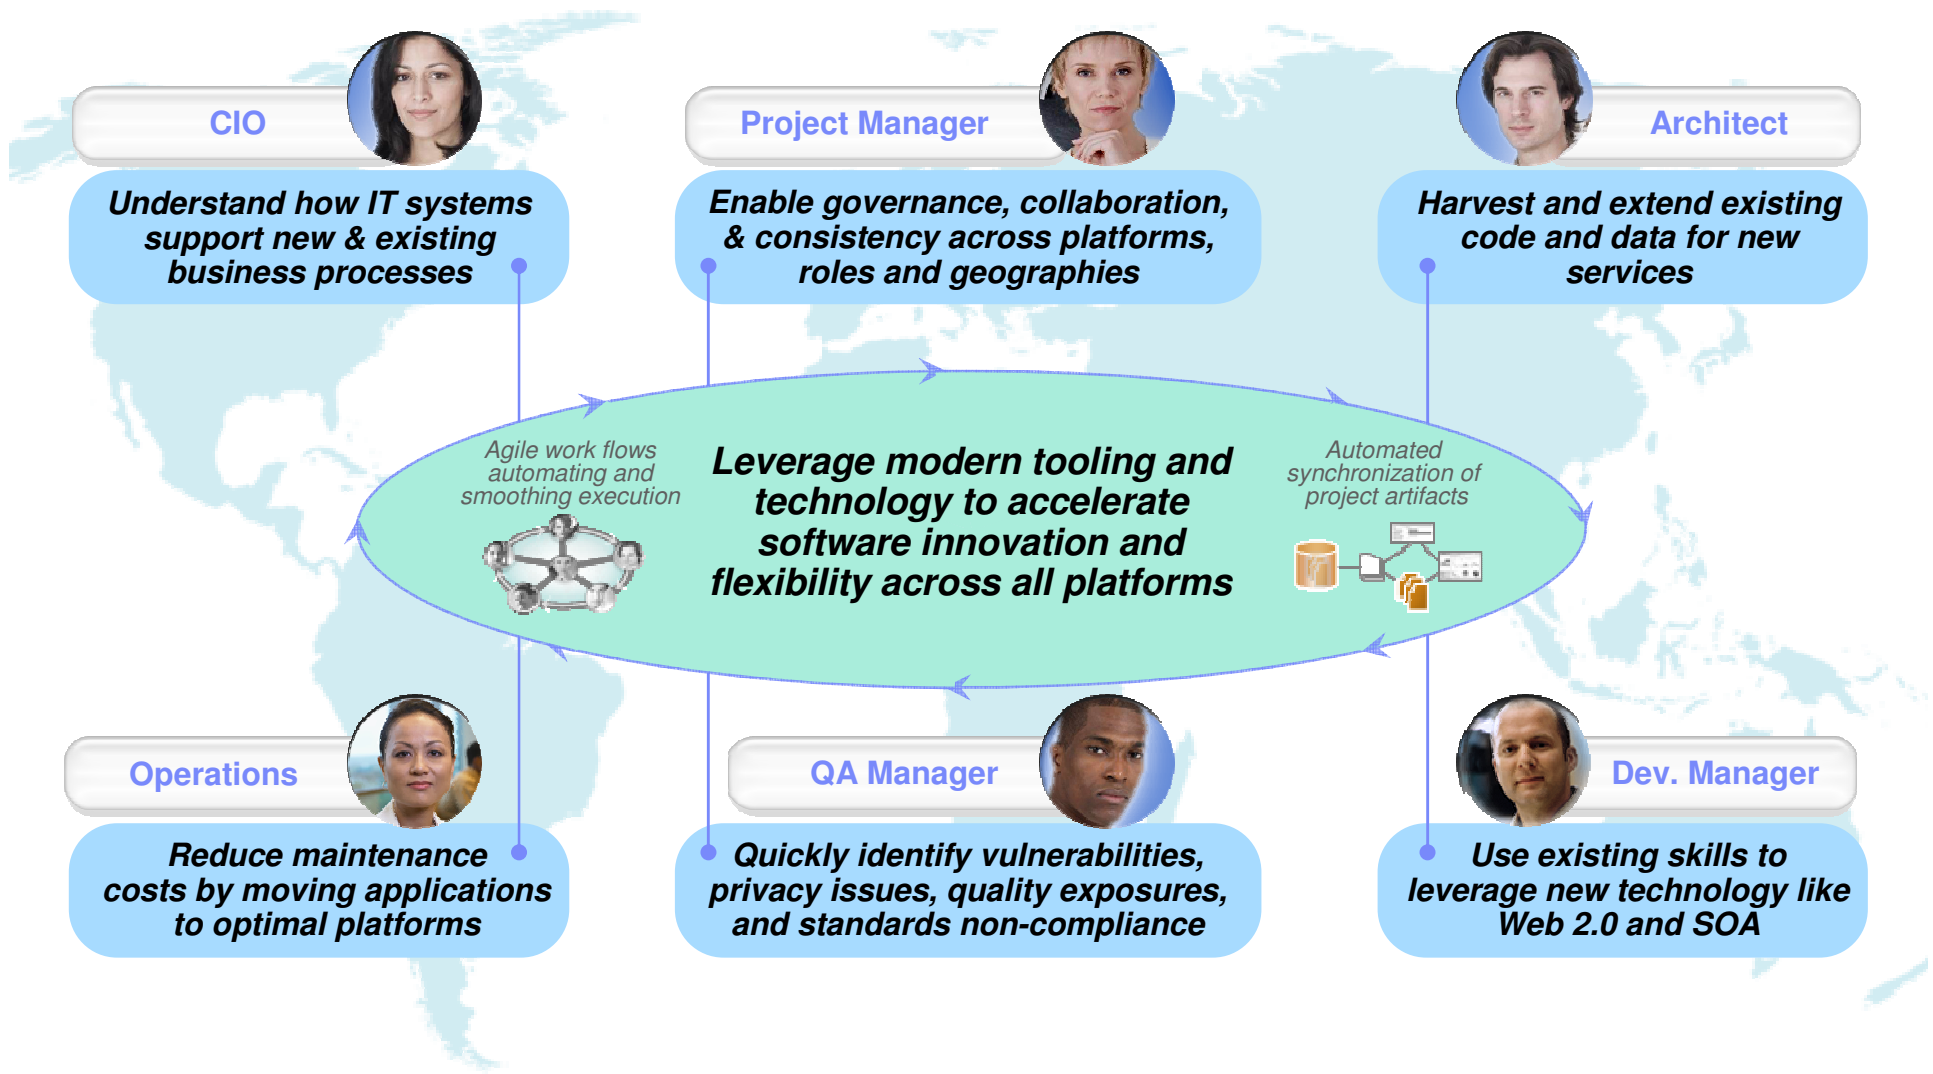 CIO
Project Manager
Architect
Understand how IT systems
support new & existing
business processes
Enable governance, collaboration,
& consistency across platforms,
roles and geographies
Harvest and extend existing
code and data for new
services
Agile work flows
automating and
smoothing execution
Leverage modern tooling and
technology to accelerate
software innovation and
flexibility across all platforms
Automated
synchronization of
project artifacts
Operations
QA Manager
Dev. Manager
Reduce maintenance
costs by moving applications
to optimal platforms
Quickly identify vulnerabilities,
privacy issues, quality exposures,
and standards non-compliance
Use existing skills to
leverage new technology like
Web 2.0 and SOA